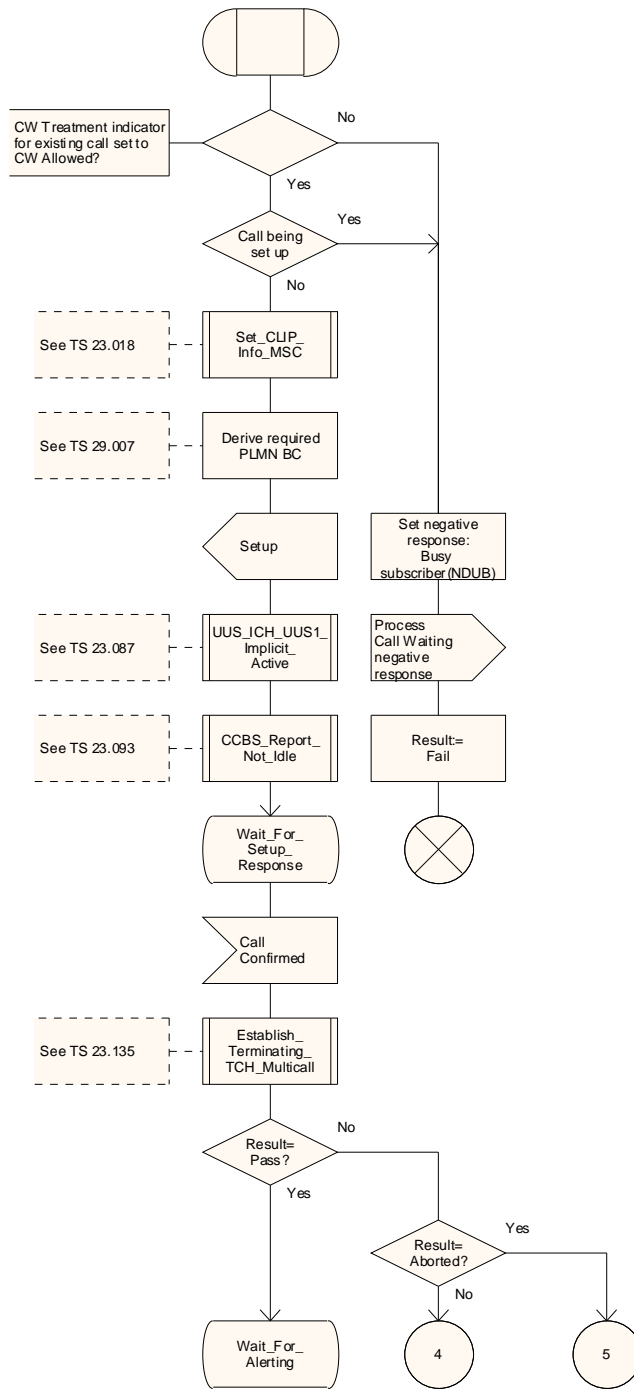 No
CW Treatment indicator
for existing call set to
CW Allowed?
Yes
Yes
Call being
set up
No
See TS 23.018
Set_CLIP_
Info_MSC
See TS 29.007
Derive required
PLMN BC
Setup
Set negative
response:
Busy
subscriber(NDUB)
See TS 23.087
UUS_ICH_UUS1_
Implicit_
Active
Process
Call Waiting
negative
response
See TS 23.093
CCBS_Report_
Not_Idle
Result:=
Fail
Wait_For_
Setup_
Response
Call
Confirmed
See TS 23.135
Establish_
Terminating_
TCH_Multicall
No
Result=
Pass?
Yes
Yes
Result=
Aborted?
No
Wait_For_
Alerting
4
5